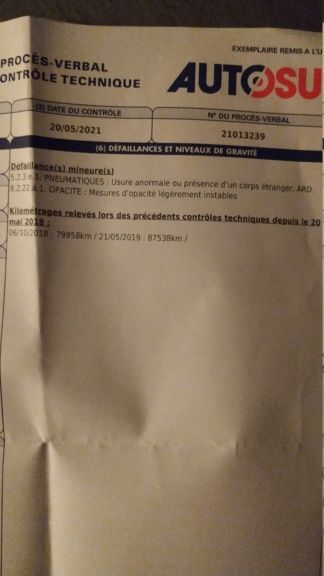 EXEMPLAIRE REMIS A L'U
PROCÈS-VERBAL
ONTRÔLE TECHNIQUE
AUTOSU
(3) DATE DU CONTRÔLE
N° DU PROCÈS-VERBAL
20/05/2021
21013239
(6) DÉFAILLANCES ET NIVEAUX DE GRAVITÉ
Défaillance(s) mineure(s)
5.2.3.e.1. PNEUMATIQUES : Usure anormale ou présence d'un corps étranger, ARD.
8.2.22.a.1. OPACITE : Mesures d'opacité légèrement instables
Kilométrages relevés lors des précédents contrôles techniques depuis le 20
mai 2018 :
06/10/2018 : 79958km / 21/05/2019 : 87538km /